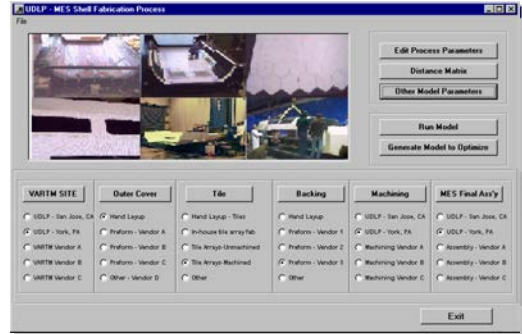 UDLP - MES Shell Fabrication Process
File
Edit Process Parameters
Distance Matrix
Other Model Parameters
Run Model
Generate Model to Optimize
VARTM SITE
UDLP - San Jose, CA
UDLP - York, PA
VARTM Vendor A
VARTM Vendor B
VARTM Vendor C
Outer Cover
Hand Layup
Preform - Vendor A
Preform - Vendor B
Preform - Vendor C
Other - Vendor D
Tile
Hand Layup - Tiles
In-house tile array fab
Tile Arrays-Unmachined
Tile Arrays-Machined
Other
Backing
Hand Layup
Preform - Vendor 1
Preform - Vendor 2
Preform - Vendor 3
Other
Machining
UDLP - San Jose, CA
UDLP - York, PA
Machining Vendor A
Machining Vendor B
Machining Vendor C
MES Final Ass'y
UDLP - San Jose, CA
UDLP - York, PA
Assembly - Vendor A
Assembly - Vendor B
Assembly - Vendor C
Exit